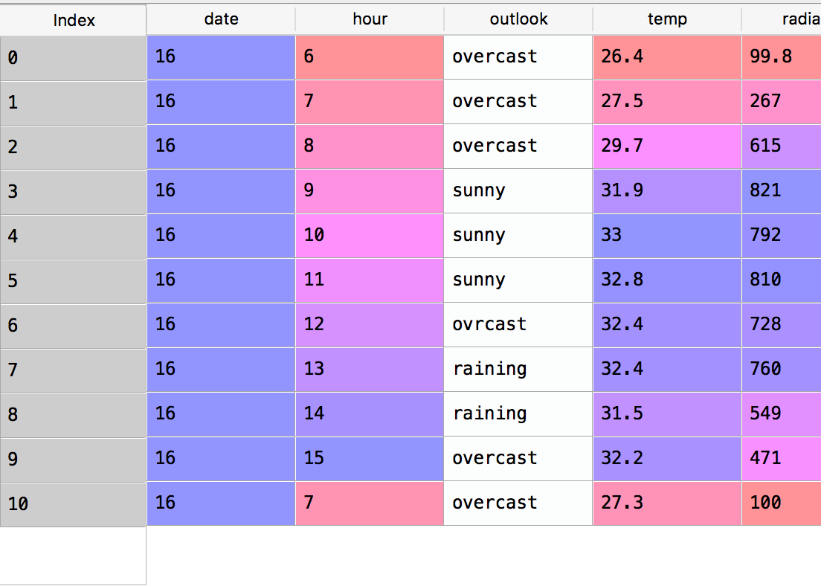 Index date hour outlook temp radia
0 16 6 overcast 26.4 99.8
1 16 7 overcast 27.5 267
2 16 8 overcast 29.7 615
3 16 9 sunny 31.9 821
4 16 10 sunny 33 792
5 16 11 sunny 32.8 810
6 16 12 ovrcast 32.4 728
7 16 13 raining 32.4 760
8 16 14 raining 31.5 549
9 16 15 overcast 32.2 471
10 16 7 overcast 27.3 100